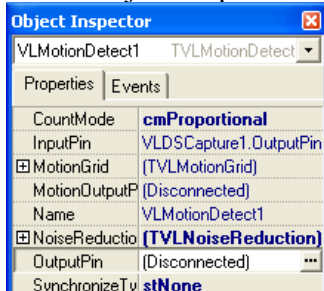 Object Inspector
VLMotionDetect1 TVLMotionDetect
Properties Events
CountMode cmProportional
InputPin VLDSCapture1.OutputPin
MotionGrid (TVLMotionGrid)
MotionOutputP (Disconnected)
Name VLMotionDetect1
NoiseReductio (TVLNoiseReduction)
OutputPin (Disconnected) ...
SynchronizeTy stNone